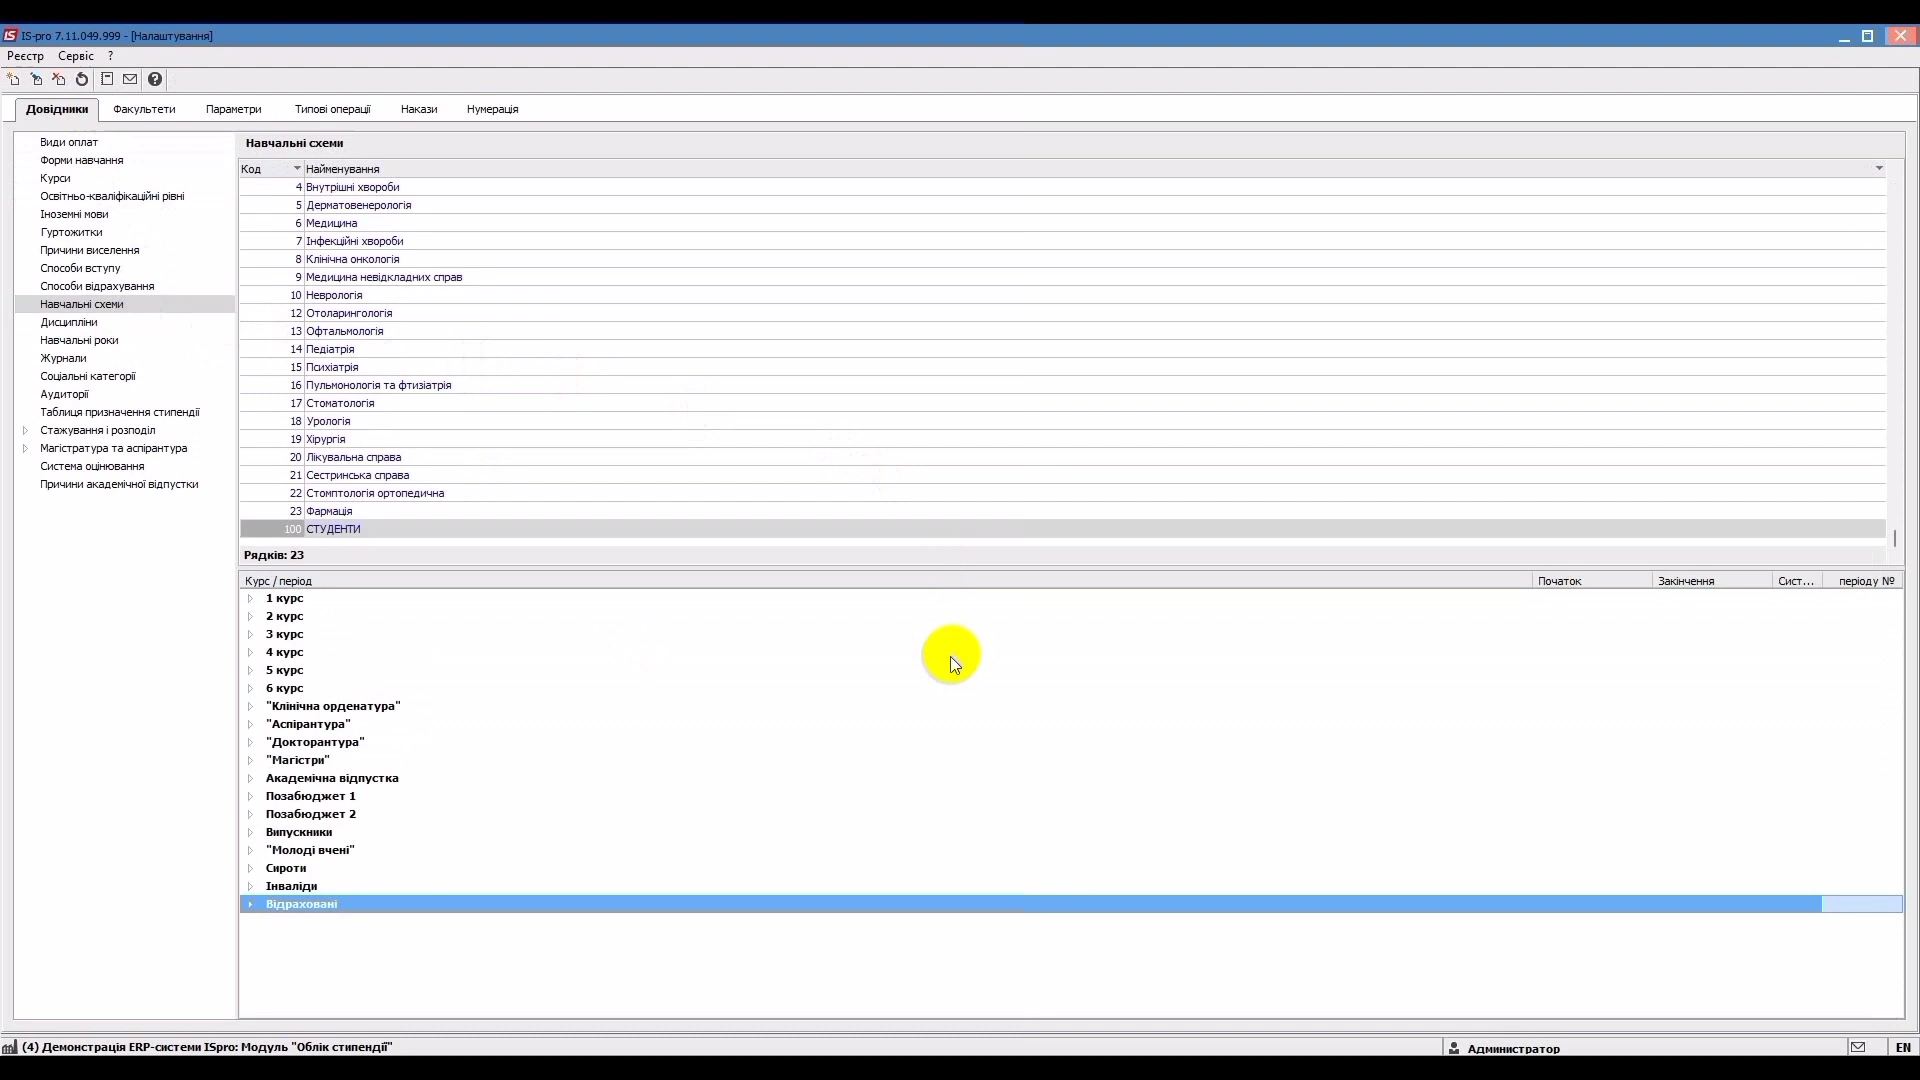 IS-pro 7.11.049.999 - [Налаштування]
Реєстр Сервіс ?
Довідники Факультети Параметри Типові операції Накази Нумерація
Види оплат
Форми навчання
Курси
Освітньо-кваліфікаційні рівні
Іноземні мови
Гуртожитки
Причини виселення
Способи вступу
Способи відрахування
Навчальні схеми
Дисципліни
Навчальні роки
Журнали
Соціальні категорії
Аудиторії
Таблиця призначення стипендії
Стажування і розподіл
Магістратура та аспірантура
Система оцінювання
Причини академічної відпустки
Навчальні схеми
Код Найменування
4 Внутрішні хвороби
5 Дерматовенерологія
6 Медицина
7 Інфекційні хвороби
8 Клінічна онкологія
9 Медицина невідкладних справ
10 Неврологія
12 Отоларингологія
13 Офтальмологія
14 Педіатрія
15 Психіатрія
16 Пульмонологія та фтизіатрія
17 Стоматологія
18 Урологія
19 Хірургія
20 Лікувальна справа
21 Сестринська справа
22 Стомптологія ортопедична
23 Фармація
100 СТУДЕНТИ
Рядків: 23
Курс / період Початок Закінчення Сист... періоду №
1 курс
2 курс
3 курс
4 курс
5 курс
6 курс
"Клінічна орденатура"
"Аспірантура"
"Докторантура"
"Магістри"
Академічна відпустка
Позабюджет 1
Позабюджет 2
Випускники
"Молоді вчені"
Сироти
Інваліди
Відраховані
(4) Демонстрація ERP-системи ISpro: Модуль "Облік стипендії" Администратор EN